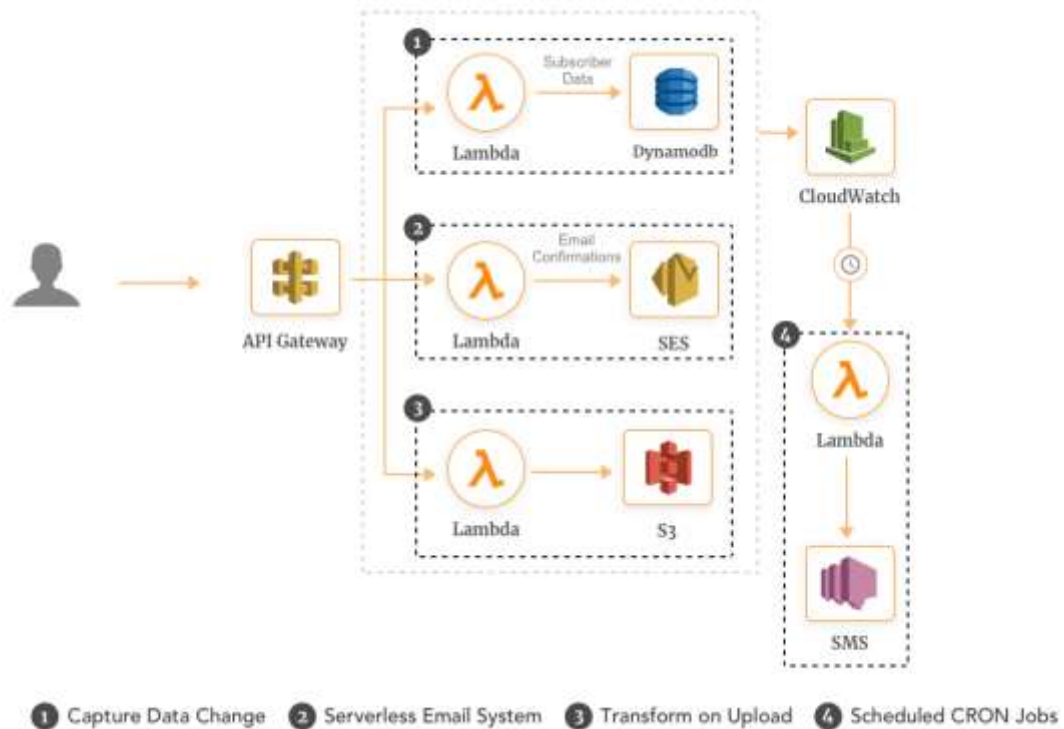 1
Subscriber
Data
Lambda
Dynamodb
CloudWatch
2
Email
Confirmations
API Gateway
Lambda
SES
4
λ
Lambda
3
Lambda
S3
SMS
1 Capture Data Change 2 Serverless Email System 3 Transform on Upload 4 Scheduled CRON Jobs